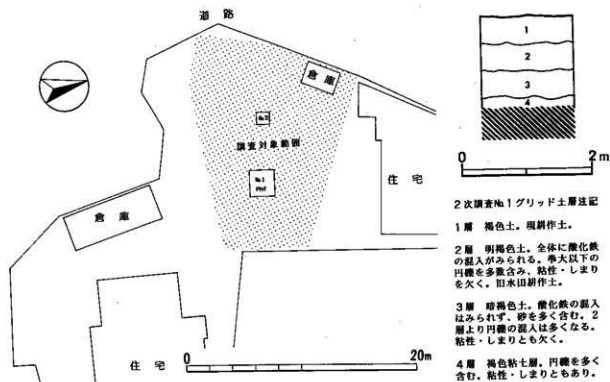 道路
倉庫
No.2
調査対象範囲
No.1
住宅
倉庫
住宅
0 20m
1
2
3
4
0 2m
2次調査No.1グリッド土層注記
1層 褐色土。現耕作土。
2層 明褐色土。全体に酸化鉄
の混入がみられる。拳大以下の
円礫を多数含み、粘性・しまり
を欠く。旧水田耕作土。
3層 暗褐色土。酸化鉄の混入
はみられず、砂を多く含む。2
層より円礫の混入は多くなる。
粘性・しまりとも欠く。
4層 褐色粘土層。円礫を多く
含む。粘性・しまりともあり。